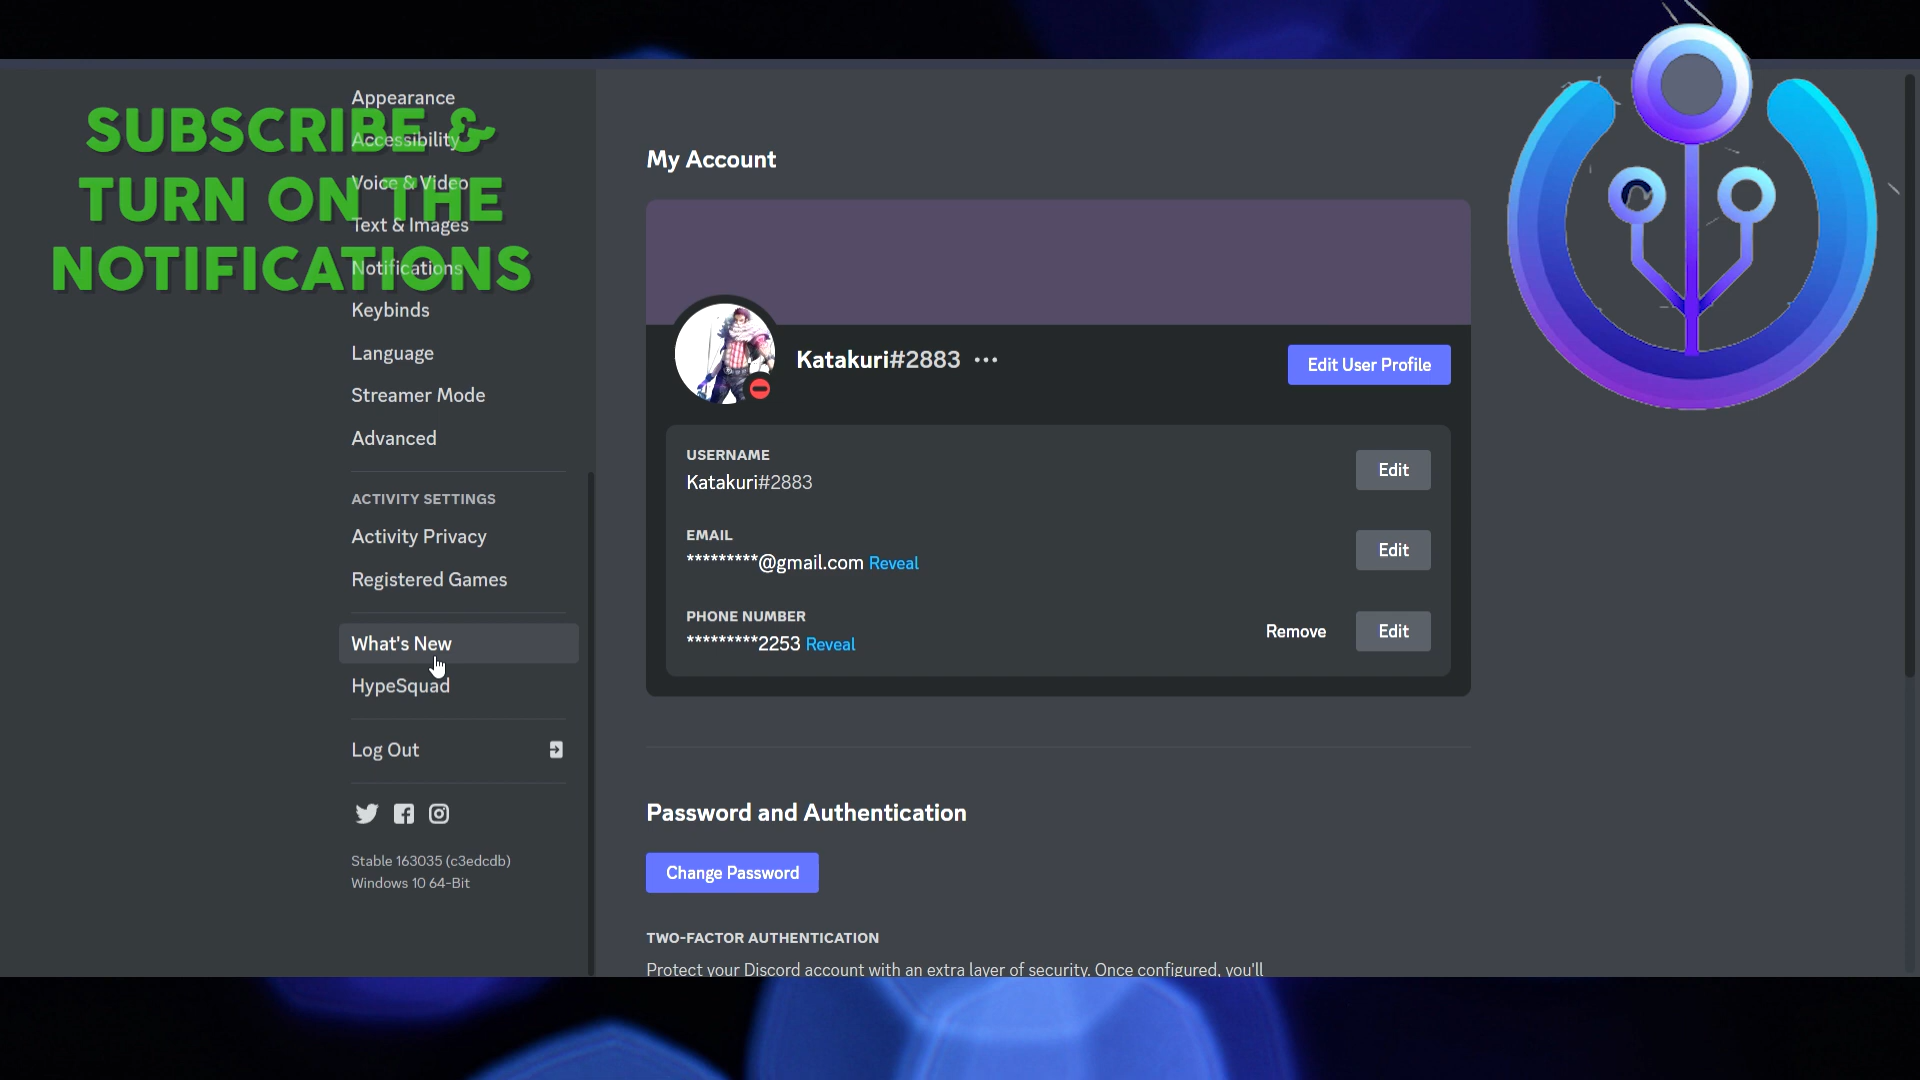 SUBSCRIBE &
TURN ON THE
NOTIFICATIONS
Appearance
Accessibility
Voice & Video
Text & Images
Notifications
Keybinds
Language
Streamer Mode
Advanced
ACTIVITY SETTINGS
Activity Privacy
Registered Games
What's New
HypeSquad
Log Out
Stable 163035 (c3edcdb)
Windows 10 64-Bit
My Account
Katakuri#2883
Edit User Profile
USERNAME
Katakuri#2883
Edit
EMAIL
*********@gmail.com Reveal
Edit
PHONE NUMBER
*********2253 Reveal
Remove
Edit
Password and Authentication
Change Password
TWO-FACTOR AUTHENTICATION
Protect your Discord account with an extra layer of security. Once configured, you'll